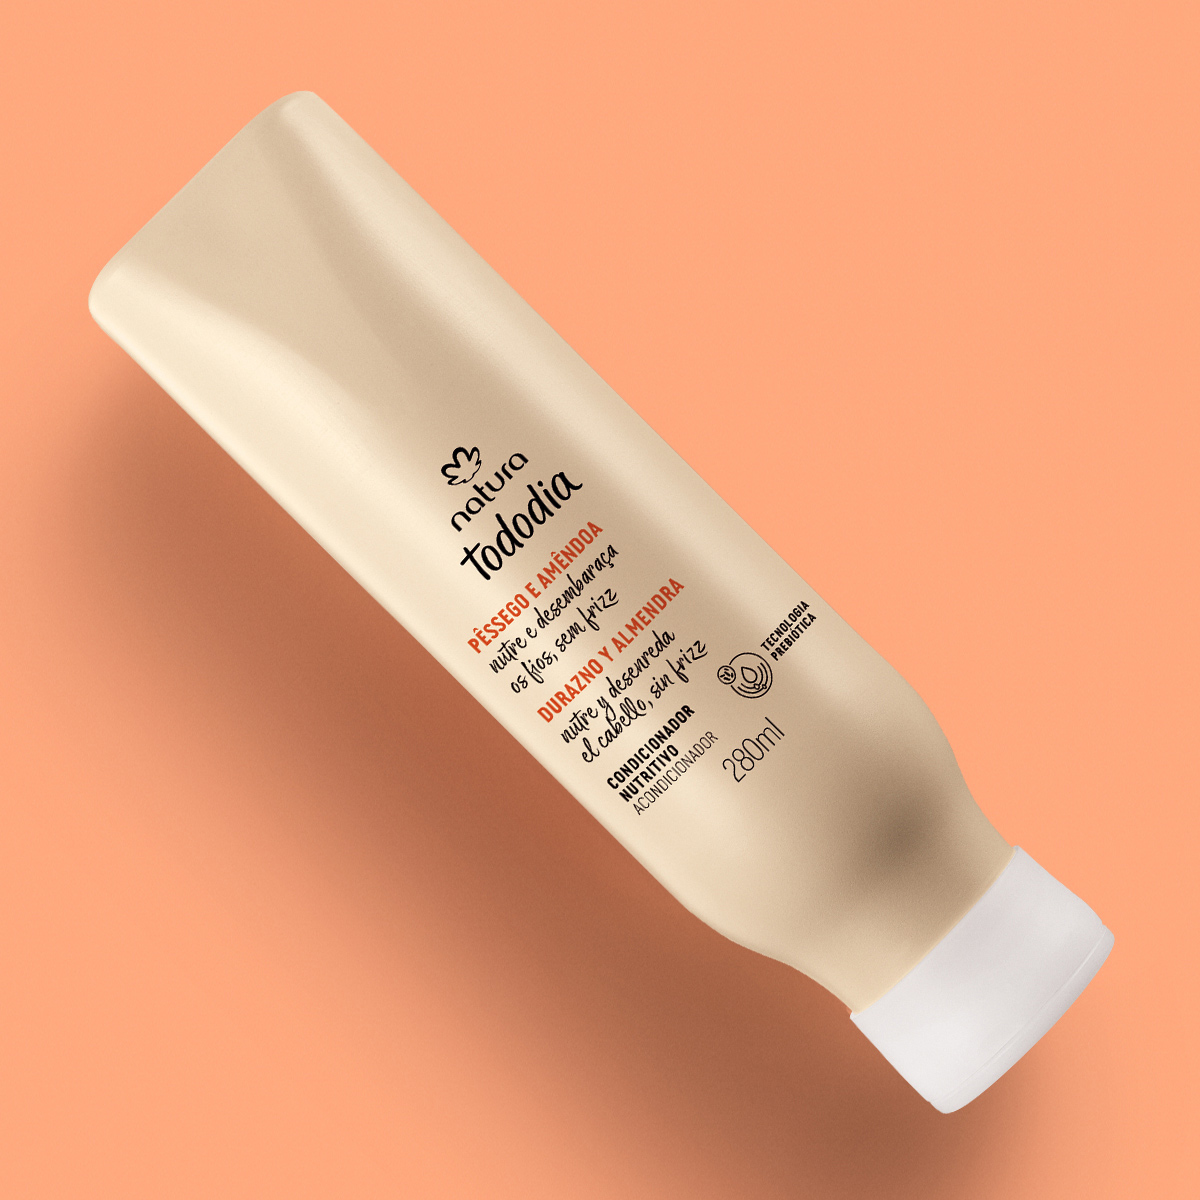 natura
tododia
PÊSSEGO E AMÊNDOA
nutre e desembaraça
os fios, sem frizz
DURAZNO Y ALMENDRA
nutre y desenreda
el cabello, sin frizz
CONDICIONADOR
NUTRITIVO
ACONDICIONADOR
280ml
TECNOLOGIA
PREBIÓTICA